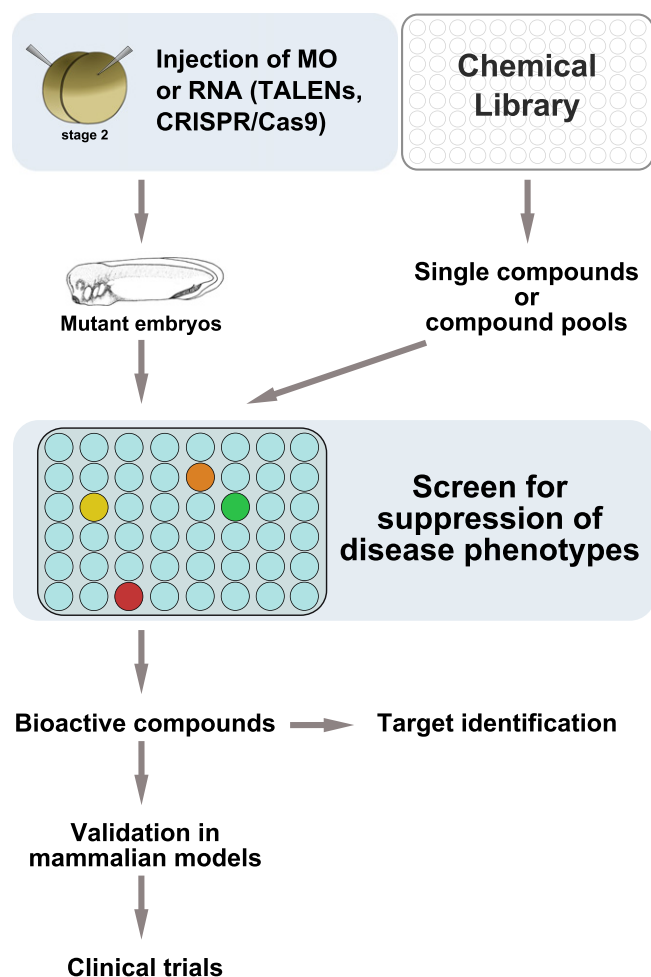 Injection of MO
or RNA (TALENs,
CRISPR/Cas9)
stage 2
Chemical
Library
Mutant embryos
Single compounds
or
compound pools
Screen for
suppression of
disease phenotypes
Bioactive compounds
Target identification
Validation in
mammalian models
Clinical trials